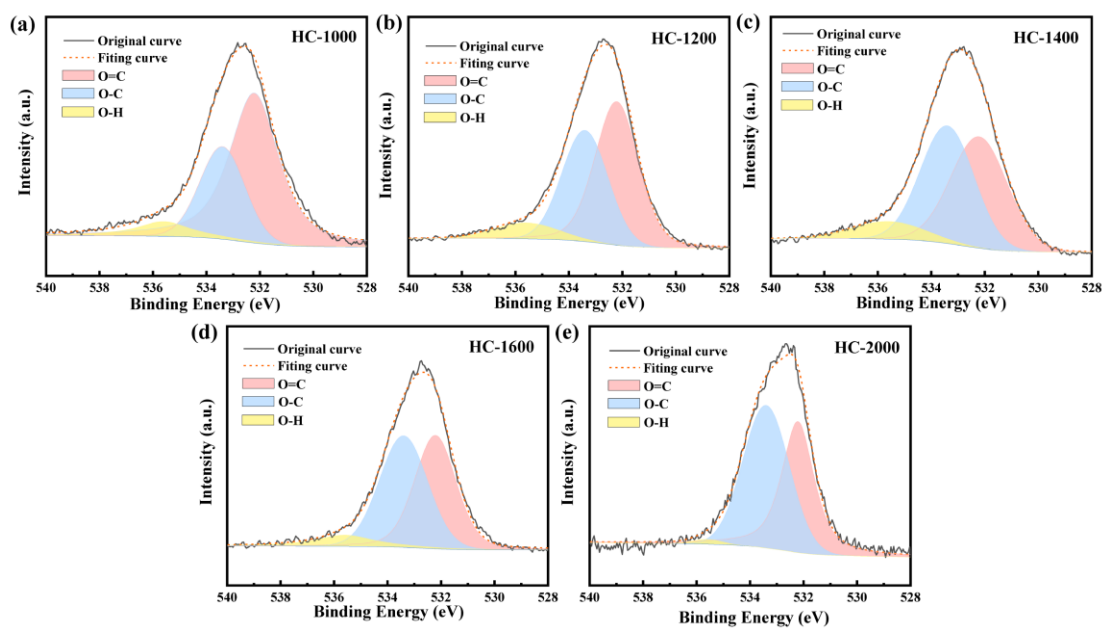 (a)
HC-1000
Original curve
Fiting curve
O=C
O-C
O-H
Intensity (a.u.)
540 538 536 534 532 530 528
Binding Energy (eV)
(b)
HC-1200
Original curve
Fiting curve
O=C
O-C
O-H
Intensity (a.u.)
540 538 536 534 532 530 528
Binding Energy (eV)
(c)
HC-1400
Original curve
Fiting curve
O=C
O-C
O-H
Intensity (a.u.)
540 538 536 534 532 530 528
Binding Energy (eV)
(d)
HC-1600
Original curve
Fiting curve
O=C
O-C
O-H
Intensity (a.u.)
540 538 536 534 532 530 528
Binding Energy (eV)
(e)
HC-2000
Original curve
Fiting curve
O=C
O-C
O-H
Intensity (a.u.)
540 538 536 534 532 530 528
Binding Energy (eV)